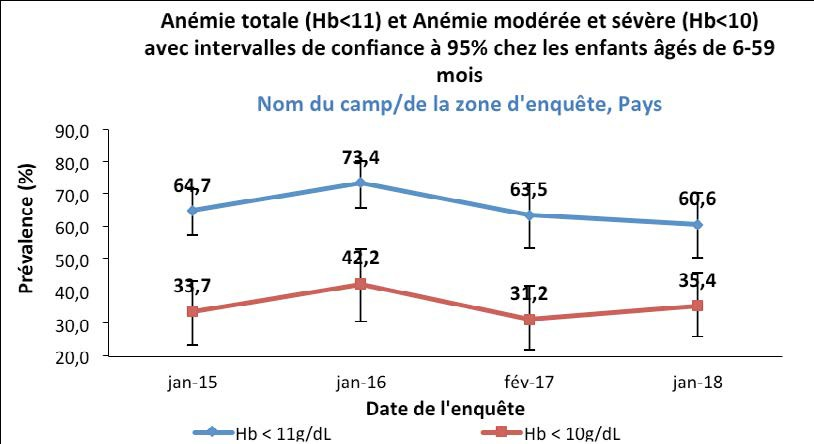 Anémie totale (Hb<11) et Anémie modérée et sévère (Hb<10)
avec intervalles de confiance à 95% chez les enfants âgés de 6-59
mois
Nom du camp/de la zone d'enquête, Pays
Prévalence (%)
90,0
80,0
70,0
60,0
50,0
40,0
30,0
20,0
64,7
73,4
63,5
60,6
33,7
42,2
31,2
35,4
jan-15
jan-16
fév-17
jan-18
Date de l'enquête
Hb < 11g/dL
Hb < 10g/dL